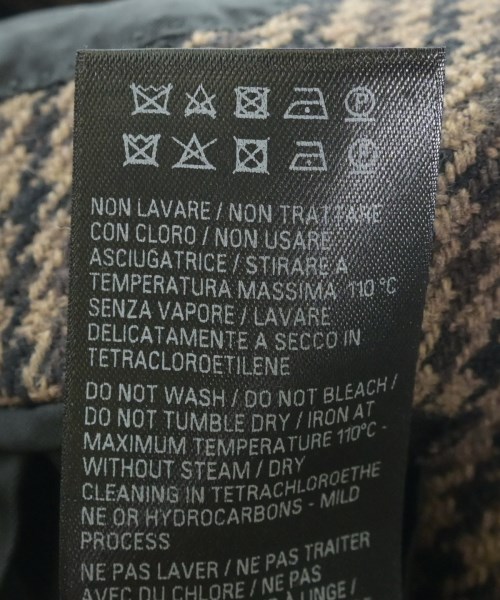 P
P
NON LAVARE / NON TRATTARE
CON CLORO / NON USARE
ASCIUGATRICE / STIRARE A
TEMPERATURA MASSIMA 110 °C
SENZA VAPORE / LAVARE
DELICATAMENTE A SECCO IN
TETRACLOROETILENE
DO NOT WASH / DO NOT BLEACH /
DO NOT TUMBLE DRY / IRON AT
MAXIMUM TEMPERATURE 110°C -
WITHOUT STEAM / DRY
CLEANING IN TETRACHLOROETHE
NE OR HYDROCARBONS - MILD
PROCESS
NE PAS LAVER / NE PAS TRAITER
AVEC DU CHLORE / NE PAS
À LINGE /